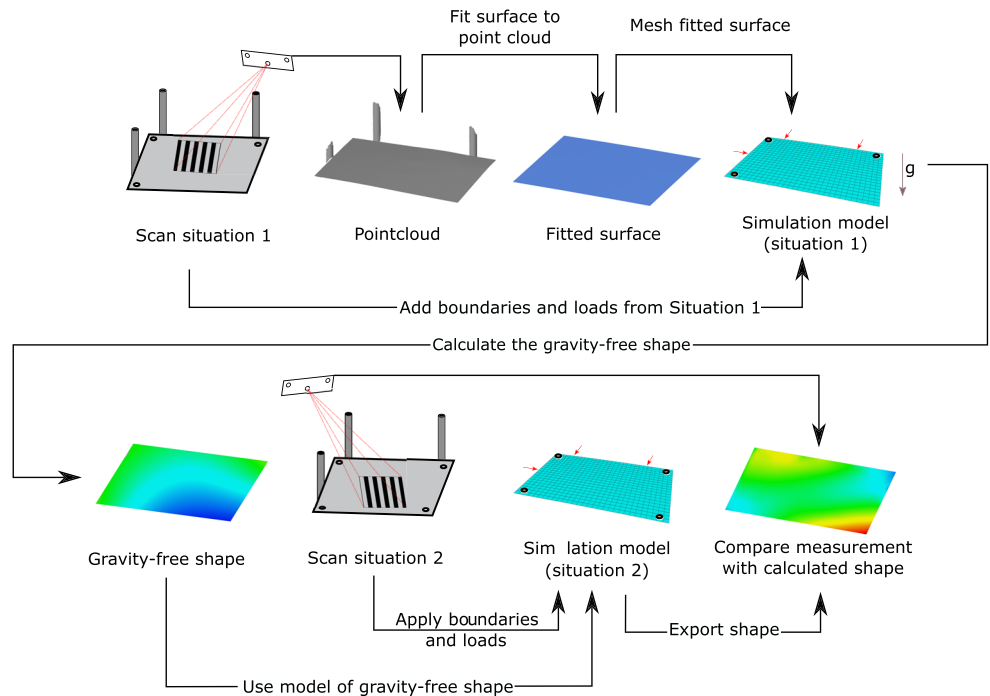 Fit surface to
point cloud
Mesh fitted surface
g
Scan situation 1
Pointcloud
Fitted surface
Simulation model
(situation 1)
Add boundaries and loads from Situation 1
Calculate the gravity-free shape
Gravity-free shape
Scan situation 2
Sim lation model
(situation 2)
Compare measurement
with calculated shape
Apply boundaries
and loads
Export shape
Use model of gravity-free shape